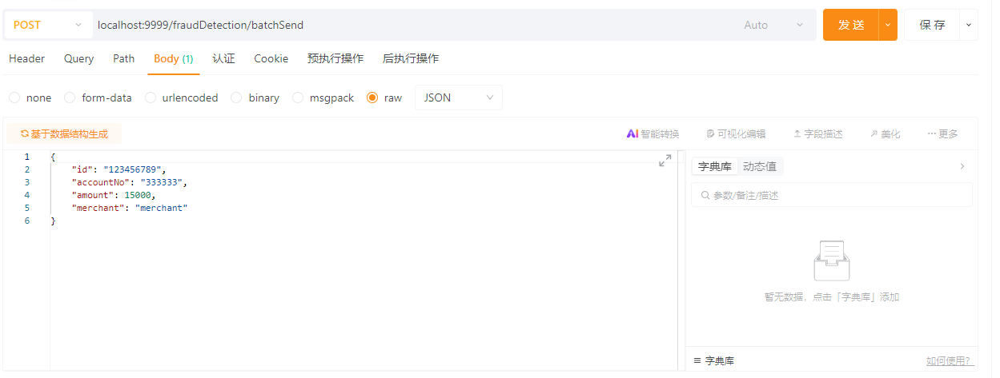 POST localhost:9999/fraudDetection/batchSend Auto 发 送 保 存
Header Query Path Body (1) 认证 Cookie 预执行操作 后执行操作
none form-data urlencoded binary msgpack raw JSON
基于数据结构生成 AI 智能转换 可视化编辑 字段描述 美化 更多
1 {
2 "id": "123456789",
3 "accountNo": "333333",
4 "amount": 15000,
5 "merchant": "merchant"
6 }
字典库 动态值
参数/备注/描述
暂无数据，点击「字典库」添加
字典库 如何使用?